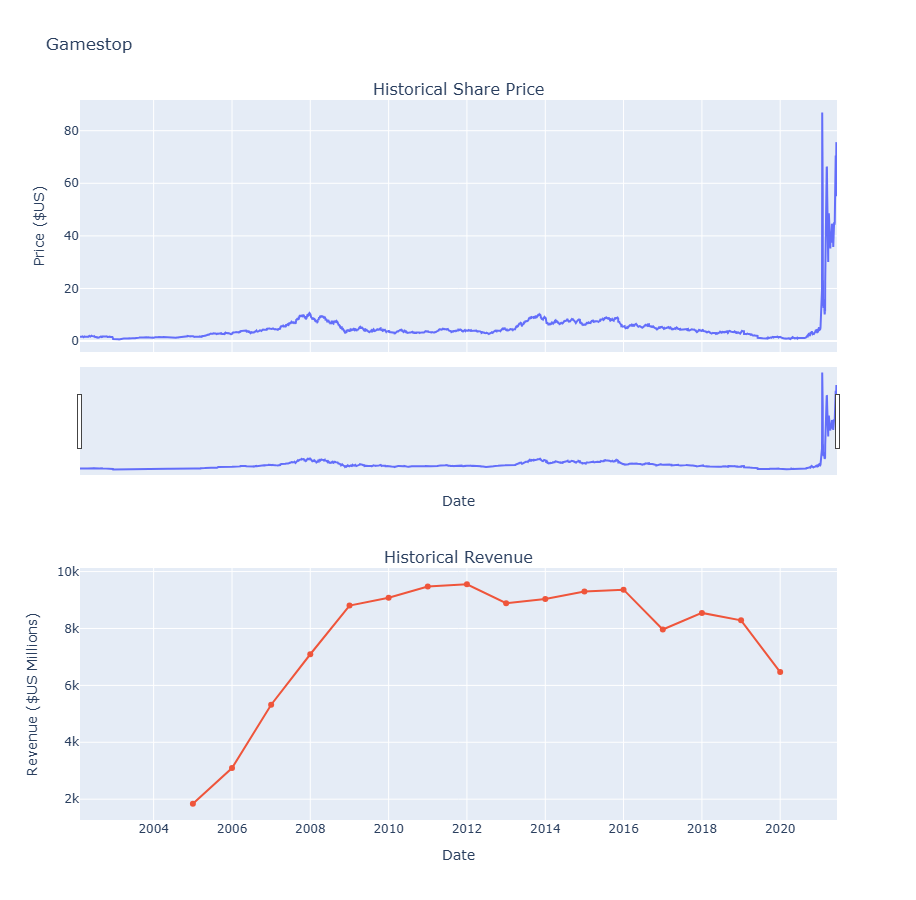 Gamestop
Historical Share Price
80
60
40
20
0
Price ($US)
Date
Historical Revenue
10k
8k
6k
4k
2k
Revenue ($US Millions)
2004 2006 2008 2010 2012 2014 2016 2018 2020
Date